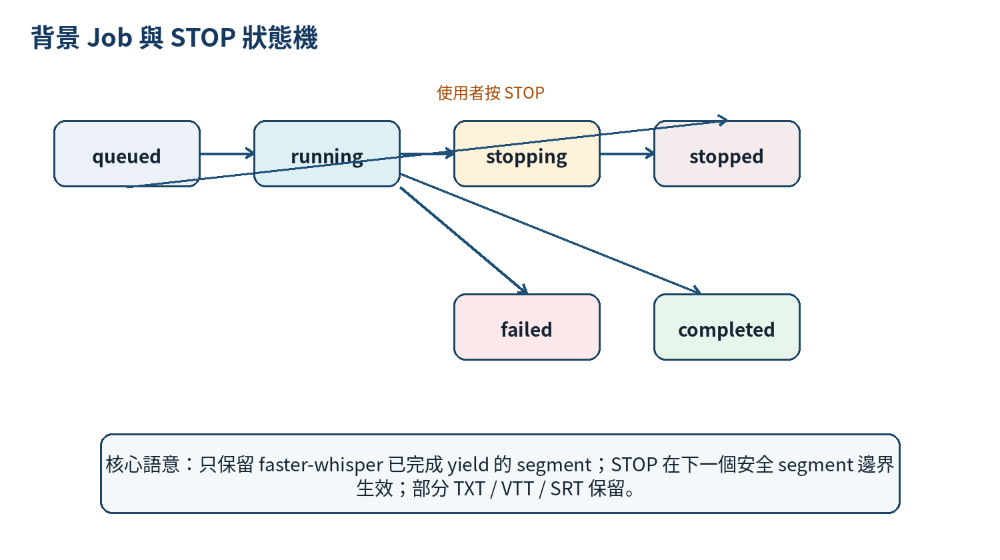 背景 Job 與 STOP 狀態機
使用者按 STOP
queued
running
stopping
stopped
failed
completed
核心語意：只保留 faster-whisper 已完成 yield 的 segment；STOP 在下一個安全 segment 邊界
生效；部分 TXT / VTT / SRT 保留。